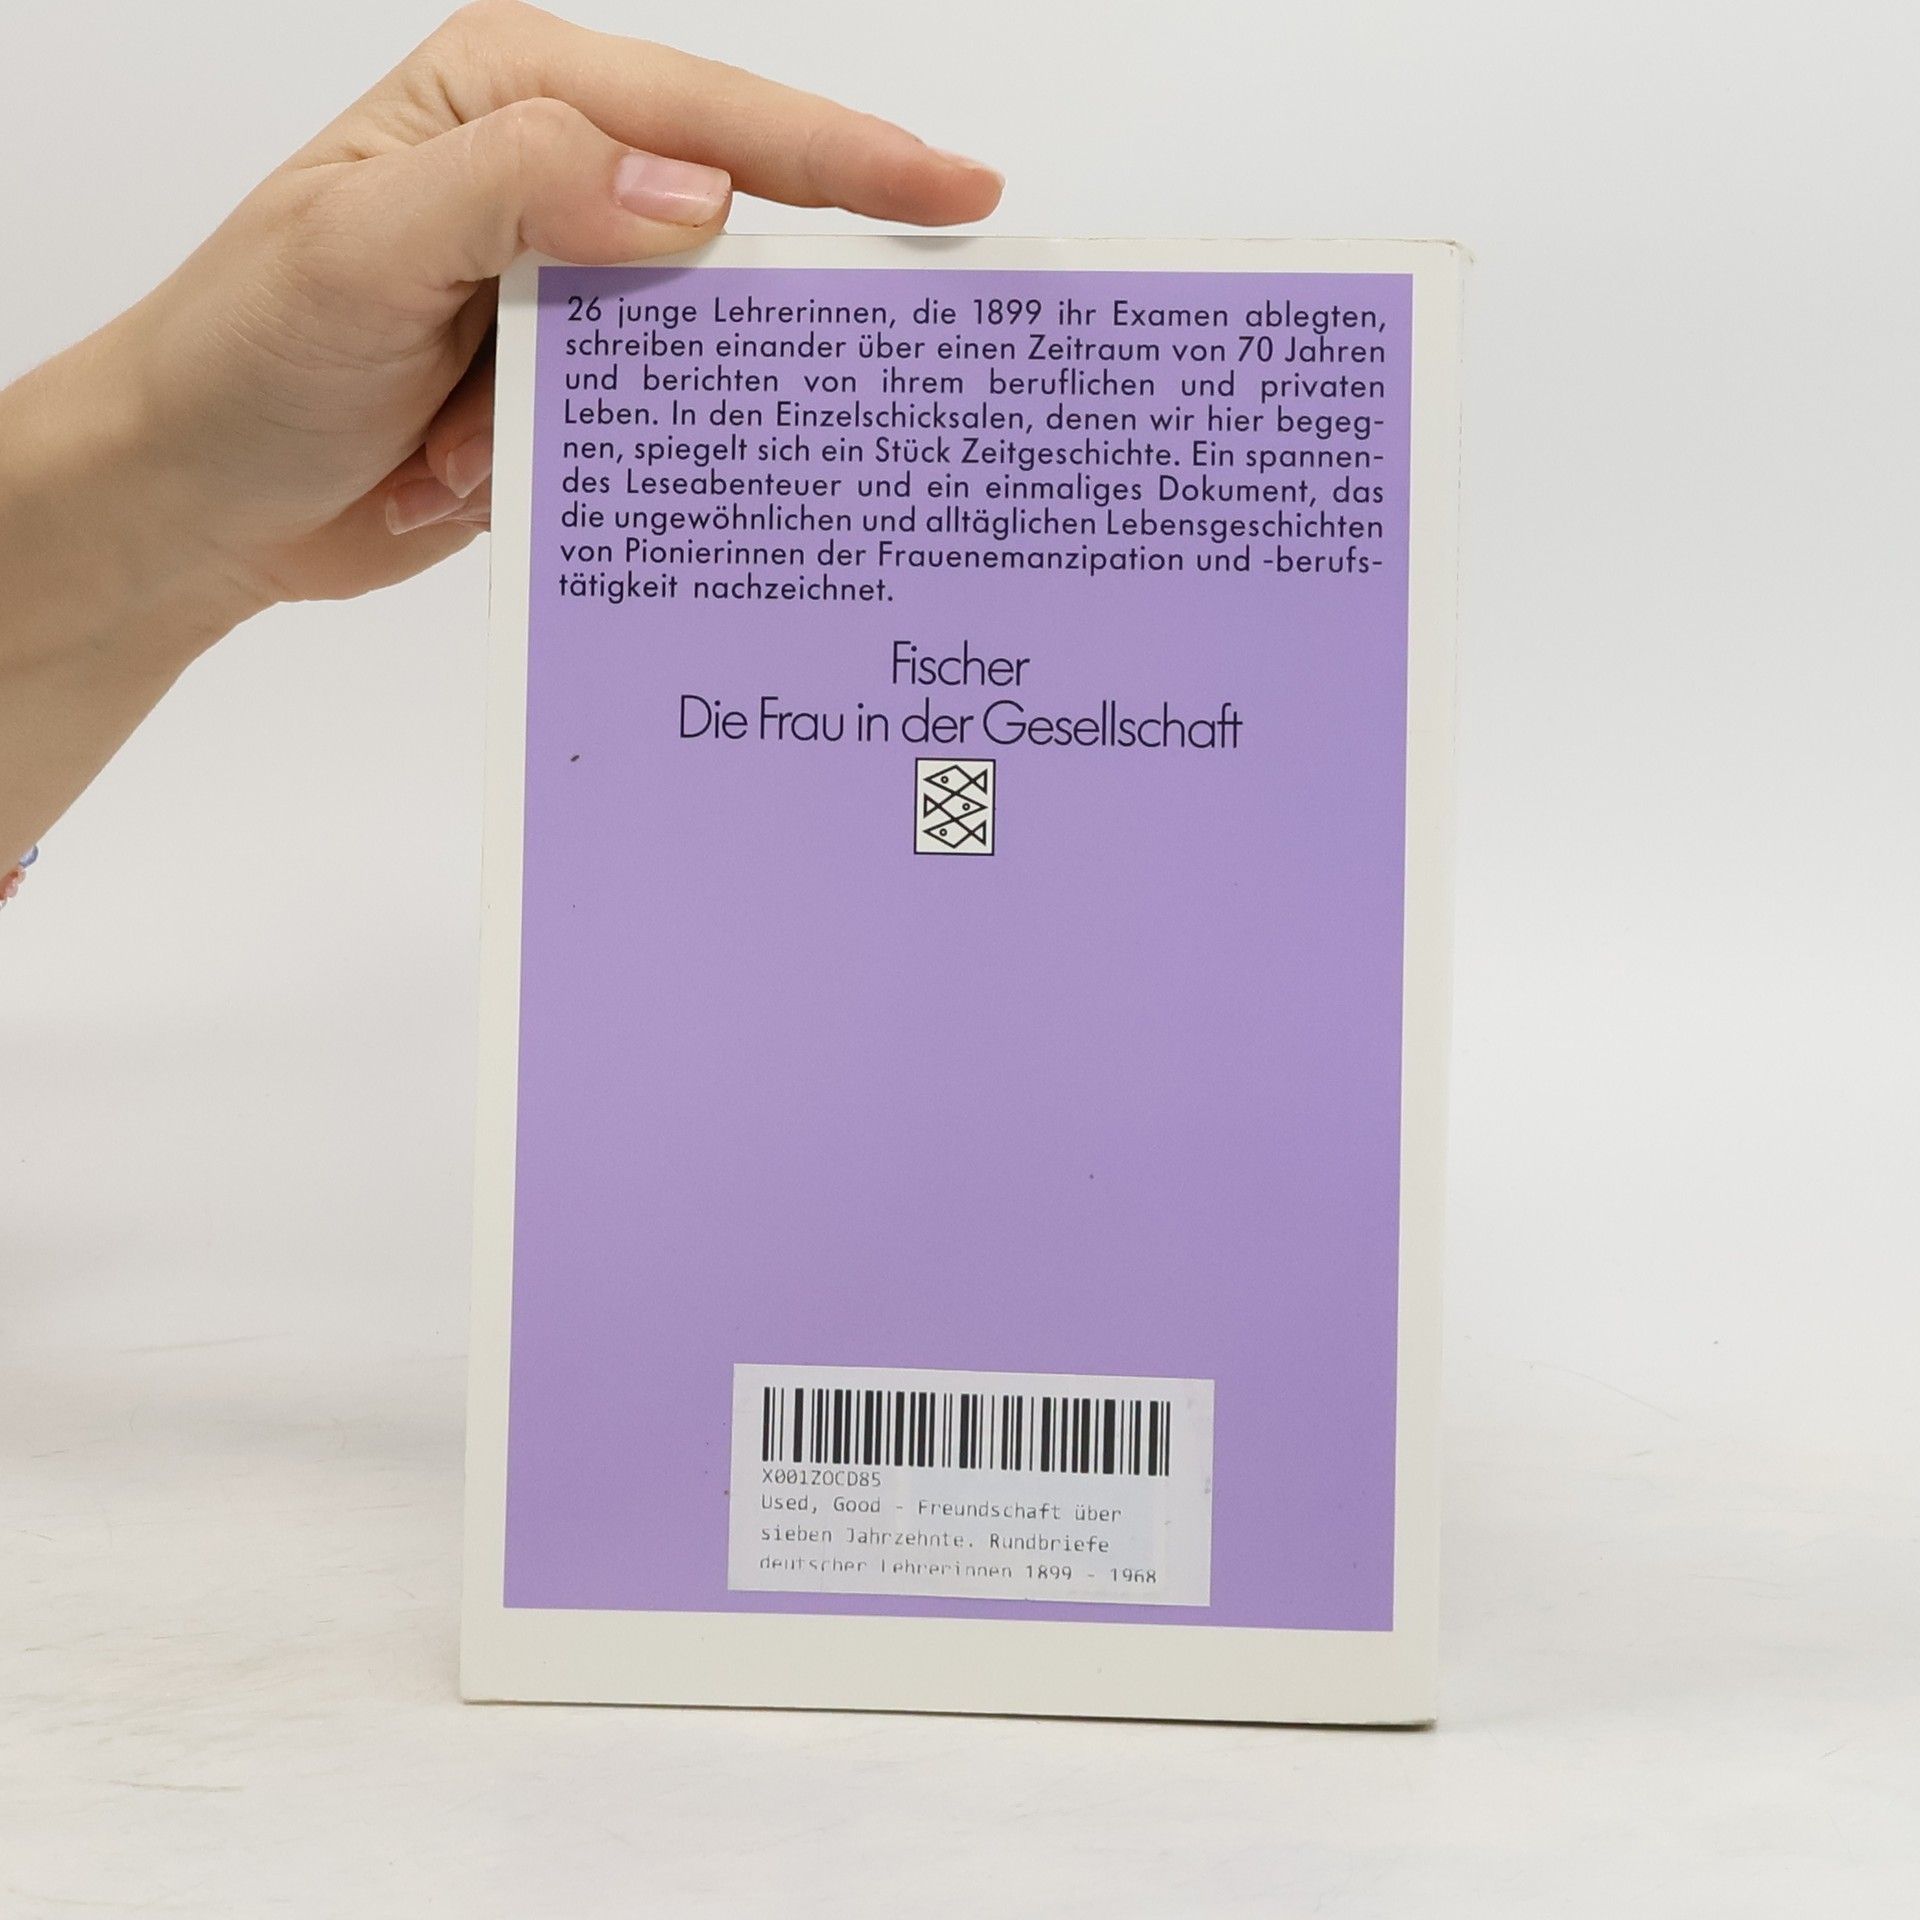 26 junge Lehrerinnen, die 1899 ihr Examen ablegten,
schreiben einander über einen Zeitraum von 70 Jahren
und berichten von ihrem beruflichen und privaten
Leben. In den Einzelschicksalen, denen wir hier begeg-
nen, spiegelt sich ein Stück Zeitgeschichte. Ein spannen-
des Leseabenteuer und ein einmaliges Dokument, das
die ungewöhnlichen und alltäglichen Lebensgeschichten
von Pionierinnen der Frauenemanzipation und -berufs-
tätigkeit nachzeichnet.
Fischer
Die Frau in der Gesellschaft
X001ZOCD85
Used, Good - Freundschaft über
sieben Jahrzehnte. Rundbriefe
deutscher Lehrerinnen 1899 - 1968